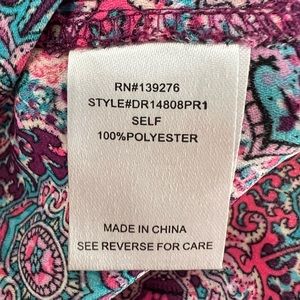 RN#139276
STYLE#DR14808PR1
SELF
100%POLYESTER
MADE IN CHINA
SEE REVERSE FOR CARE